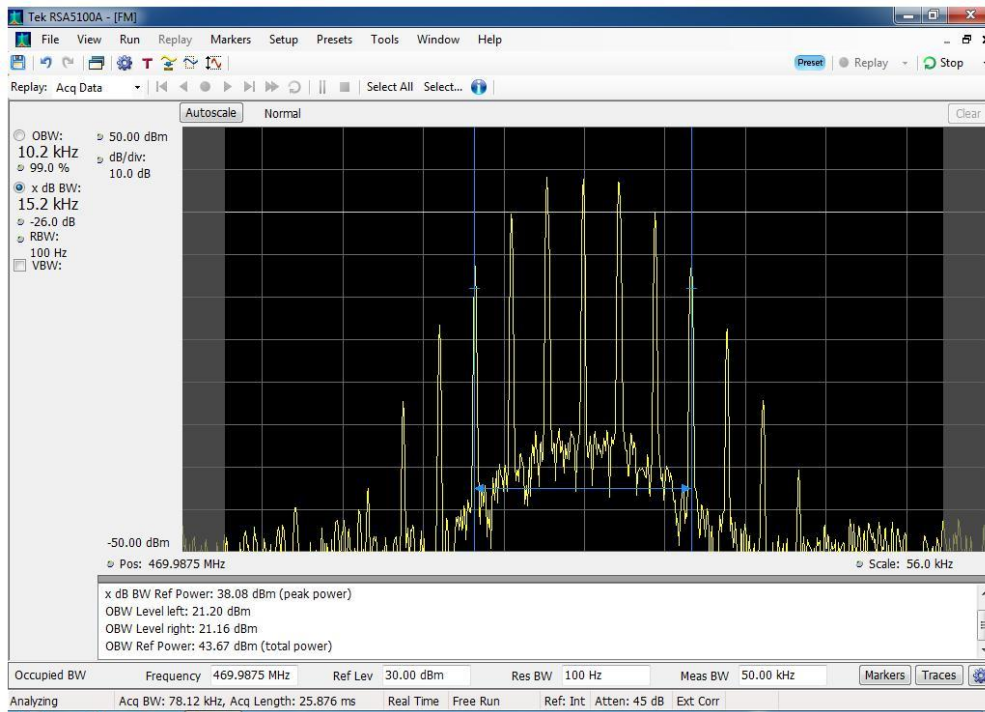 Tek RSA5100A - [FM]
File View Run Replay Markers Setup Presets Tools Window Help
Preset Replay Stop
Replay: Acq Data Select All Select...
Autoscale Normal Clear
OBW:
10.2 kHz
99.0 %
x dB BW:
15.2 kHz
-26.0 dB
RBW:
100 Hz
VBW:
50.00 dBm
dB/div:
10.0 dB
-50.00 dBm
Pos: 469.9875 MHz Scale: 56.0 kHz
x dB BW Ref Power: 38.08 dBm (peak power)
OBW Level left: 21.20 dBm
OBW Level right: 21.16 dBm
OBW Ref Power: 43.67 dBm (total power)
Occupied BW Frequency 469.9875 MHz Ref Lev 30.00 dBm Res BW 100 Hz Meas BW 50.00 kHz Markers Traces
Analyzing Acq BW: 78.12 kHz, Acq Length: 25.876 ms Real Time Free Run Ref: Int Atten: 45 dB Ext Corr